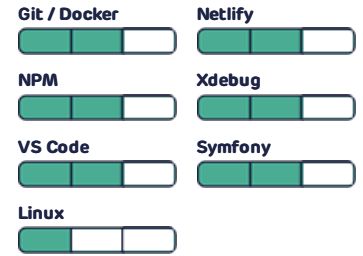 Git / Docker
Netlify
NPM
Xdebug
VS Code
Symfony
Linux